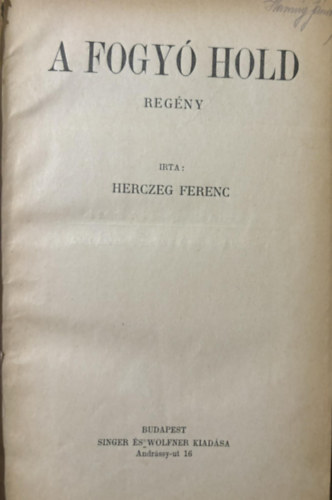 A FOGYÓ HOLD
REGÉNY
IRTA:
HERCZEG FERENC
BUDAPEST
SINGER ÉS WOLFNER KIADÁSA
Andrássy-ut 16